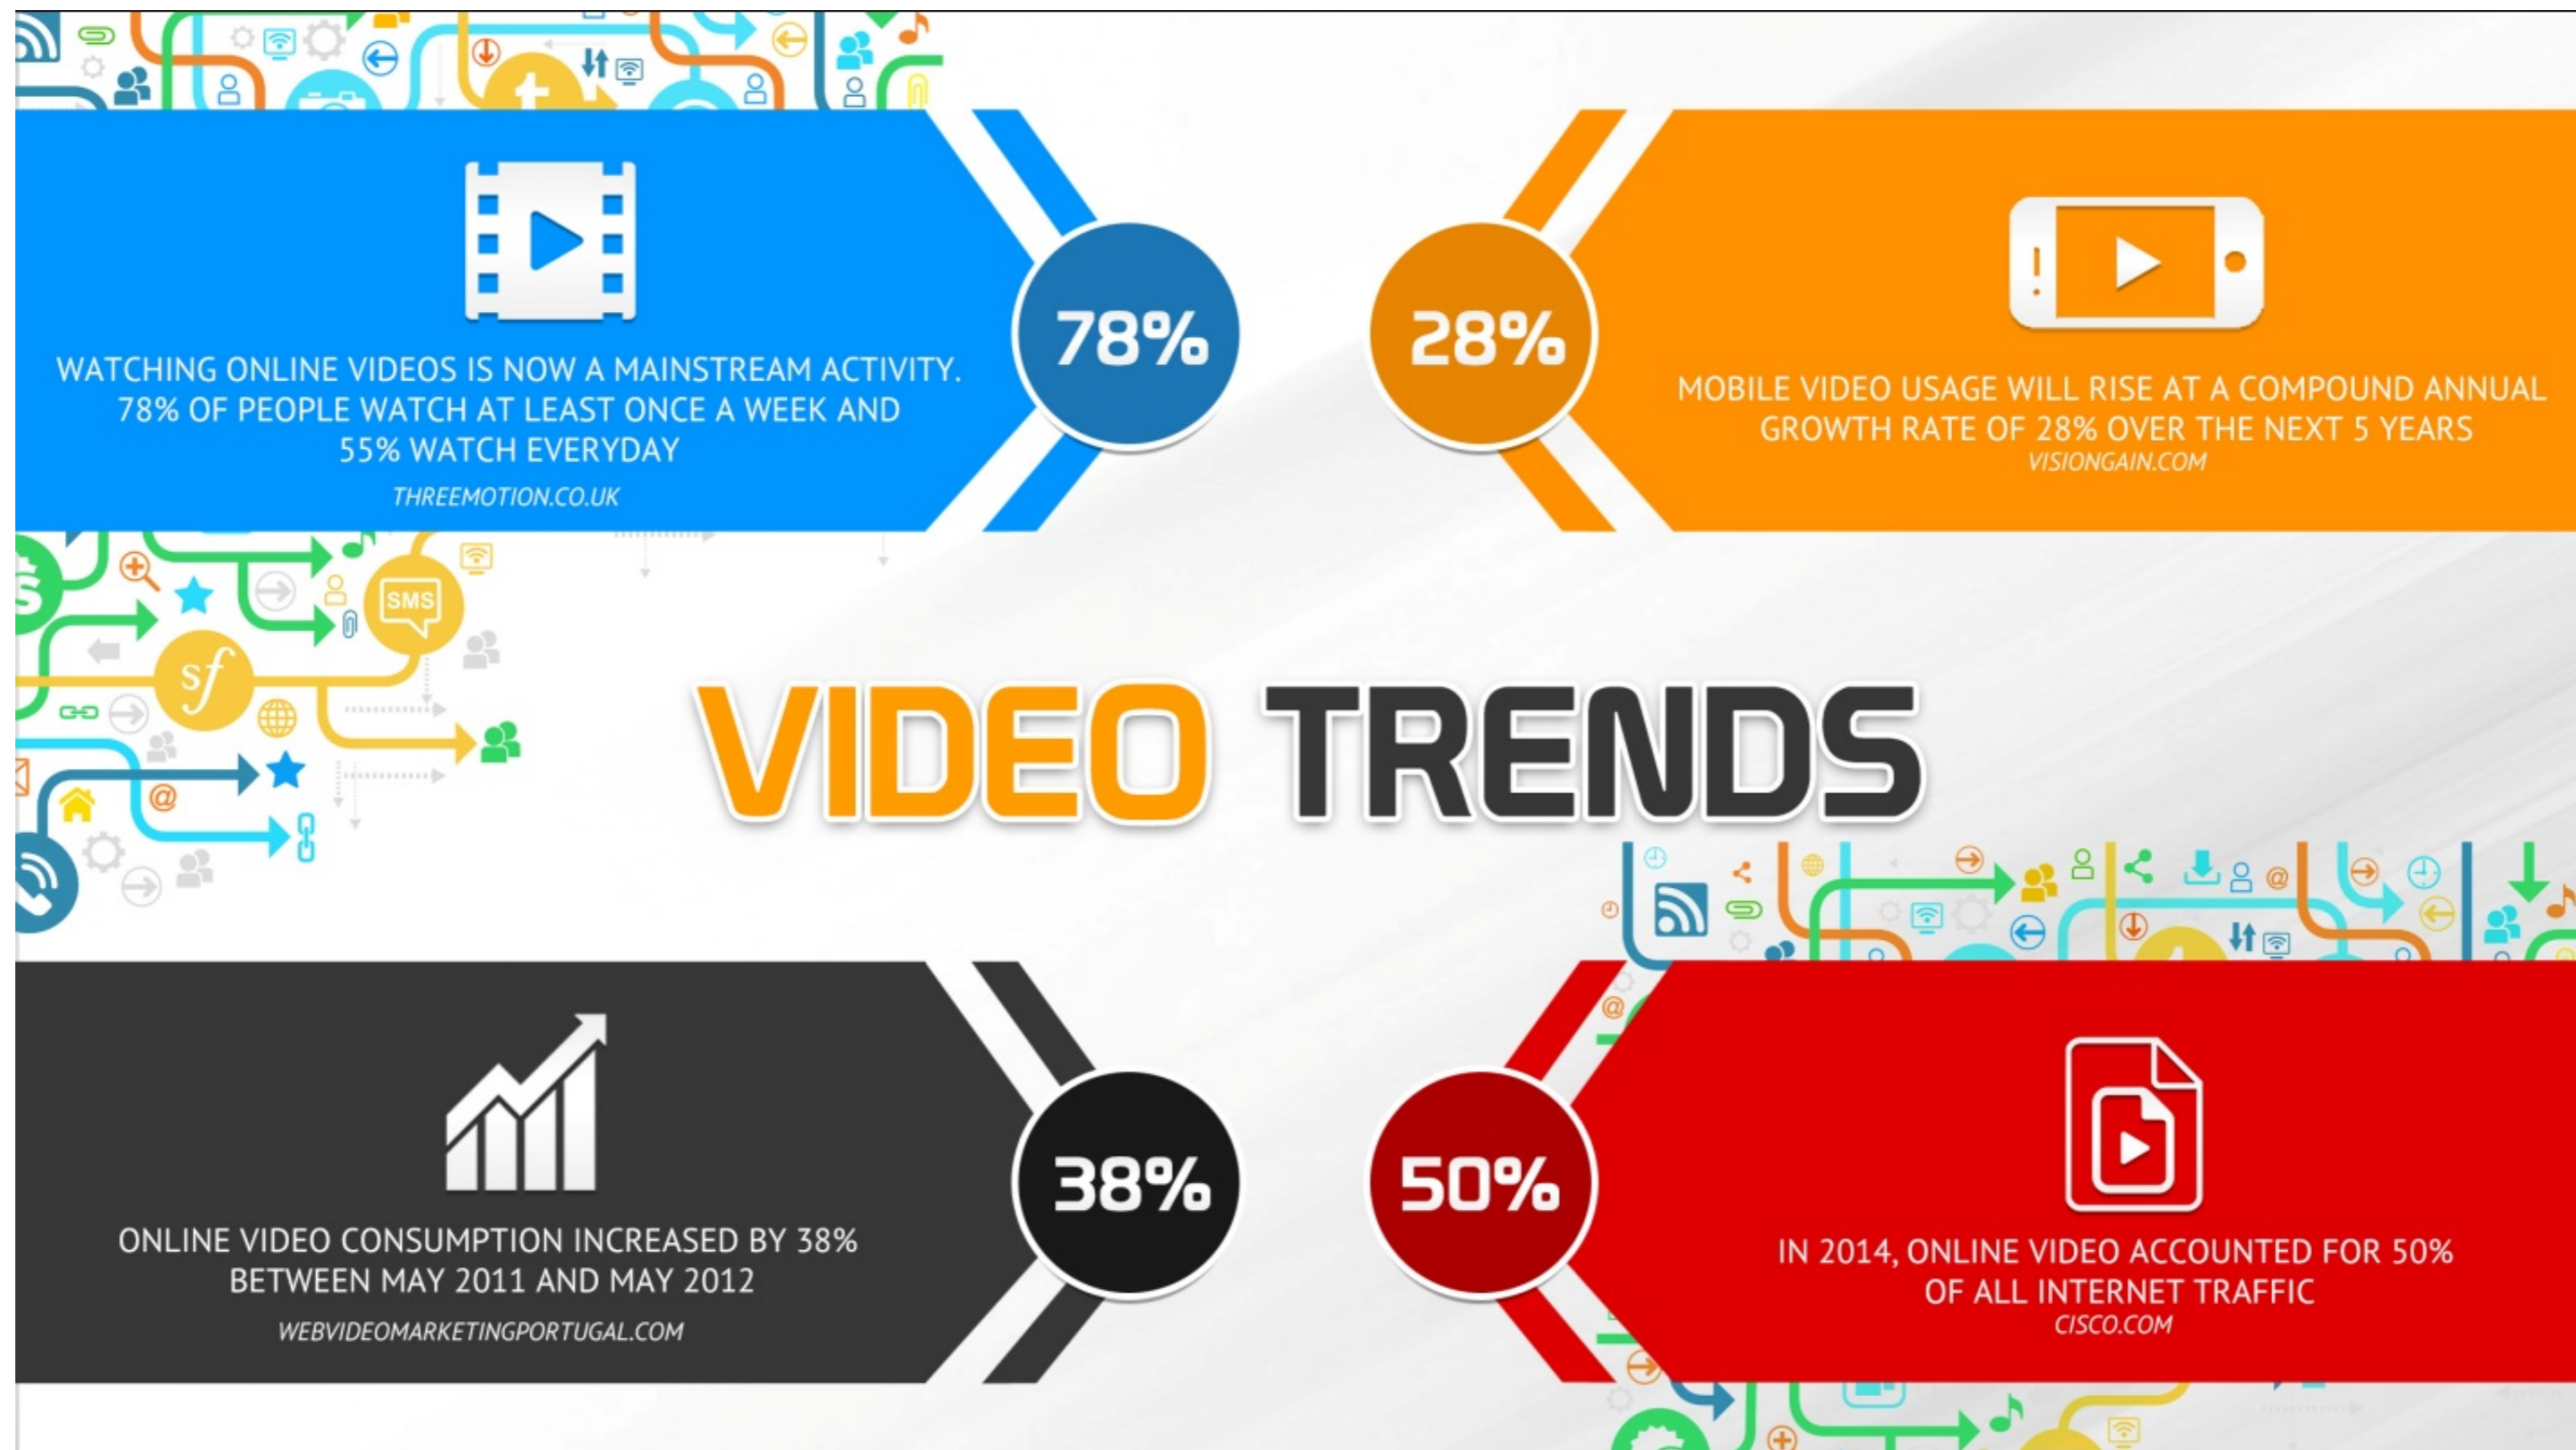 WATCHING ONLINE VIDEOS IS NOW A MAINSTREAM ACTIVITY.
78% OF PEOPLE WATCH AT LEAST ONCE A WEEK AND
55% WATCH EVERYDAY
THREEMOTION.CO.UK
78%
28%
MOBILE VIDEO USAGE WILL RISE AT A COMPOUND ANNUAL
GROWTH RATE OF 28% OVER THE NEXT 5 YEARS
VISIONGAIN.COM
SMS
sf
VIDEO TRENDS
ONLINE VIDEO CONSUMPTION INCREASED BY 38%
BETWEEN MAY 2011 AND MAY 2012
WEBVIDEOMARKETINGPORTUGAL.COM
38%
50%
IN 2014, ONLINE VIDEO ACCOUNTED FOR 50%
OF ALL INTERNET TRAFFIC
CISCO.COM